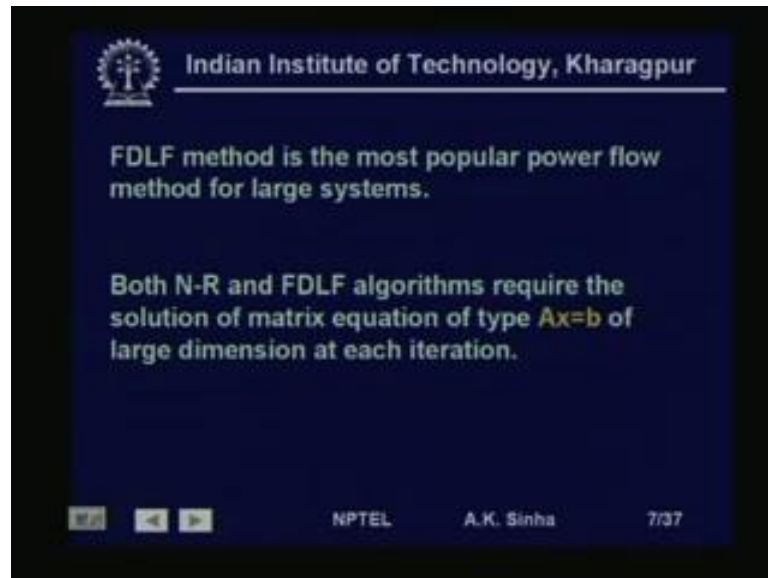 Indian Institute of Technology, Kharagpur
FDLF method is the most popular power flow
method for large systems.
Both N-R and FDLF algorithms require the
solution of matrix equation of type Ax=b of
large dimension at each iteration.
NPTEL A.K. Sinha 7/37